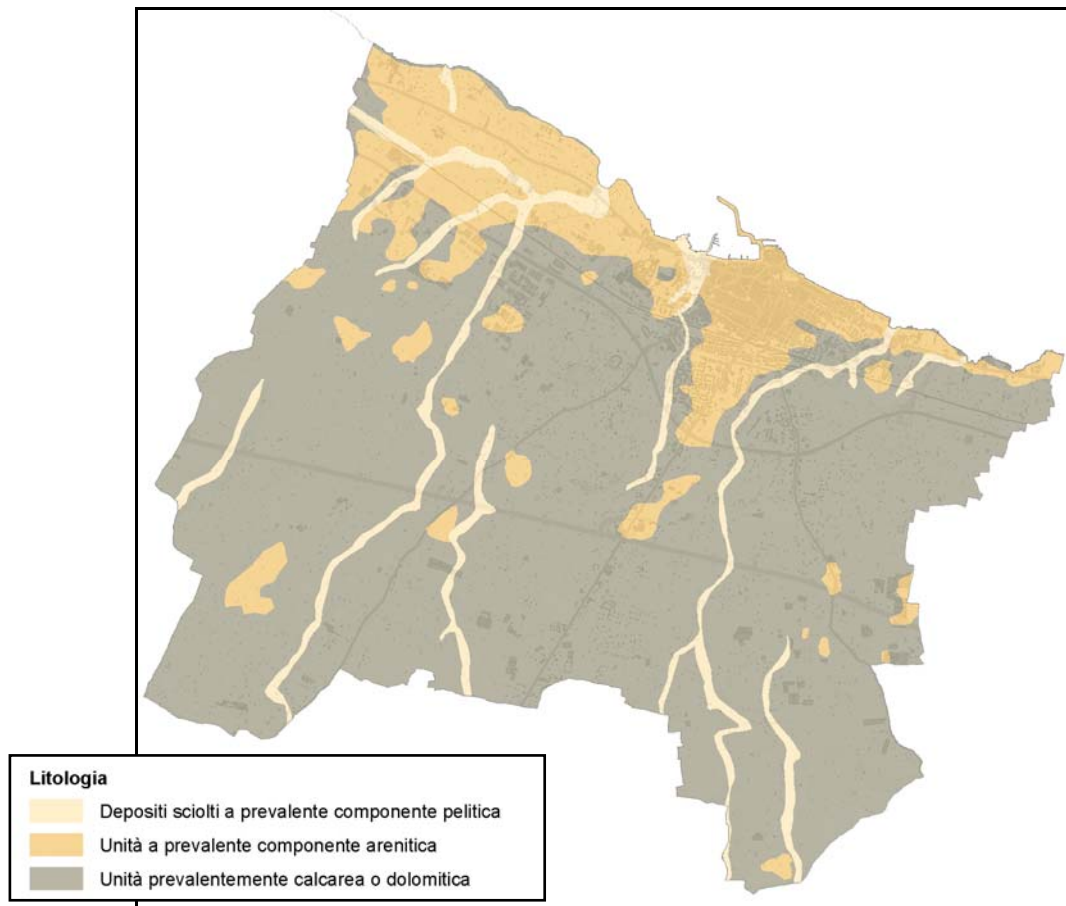 Litologia
Depositi sciolti a prevalente componente pelitica
Unità a prevalente componente arenitica
Unità prevalentemente calcarea o dolomitica